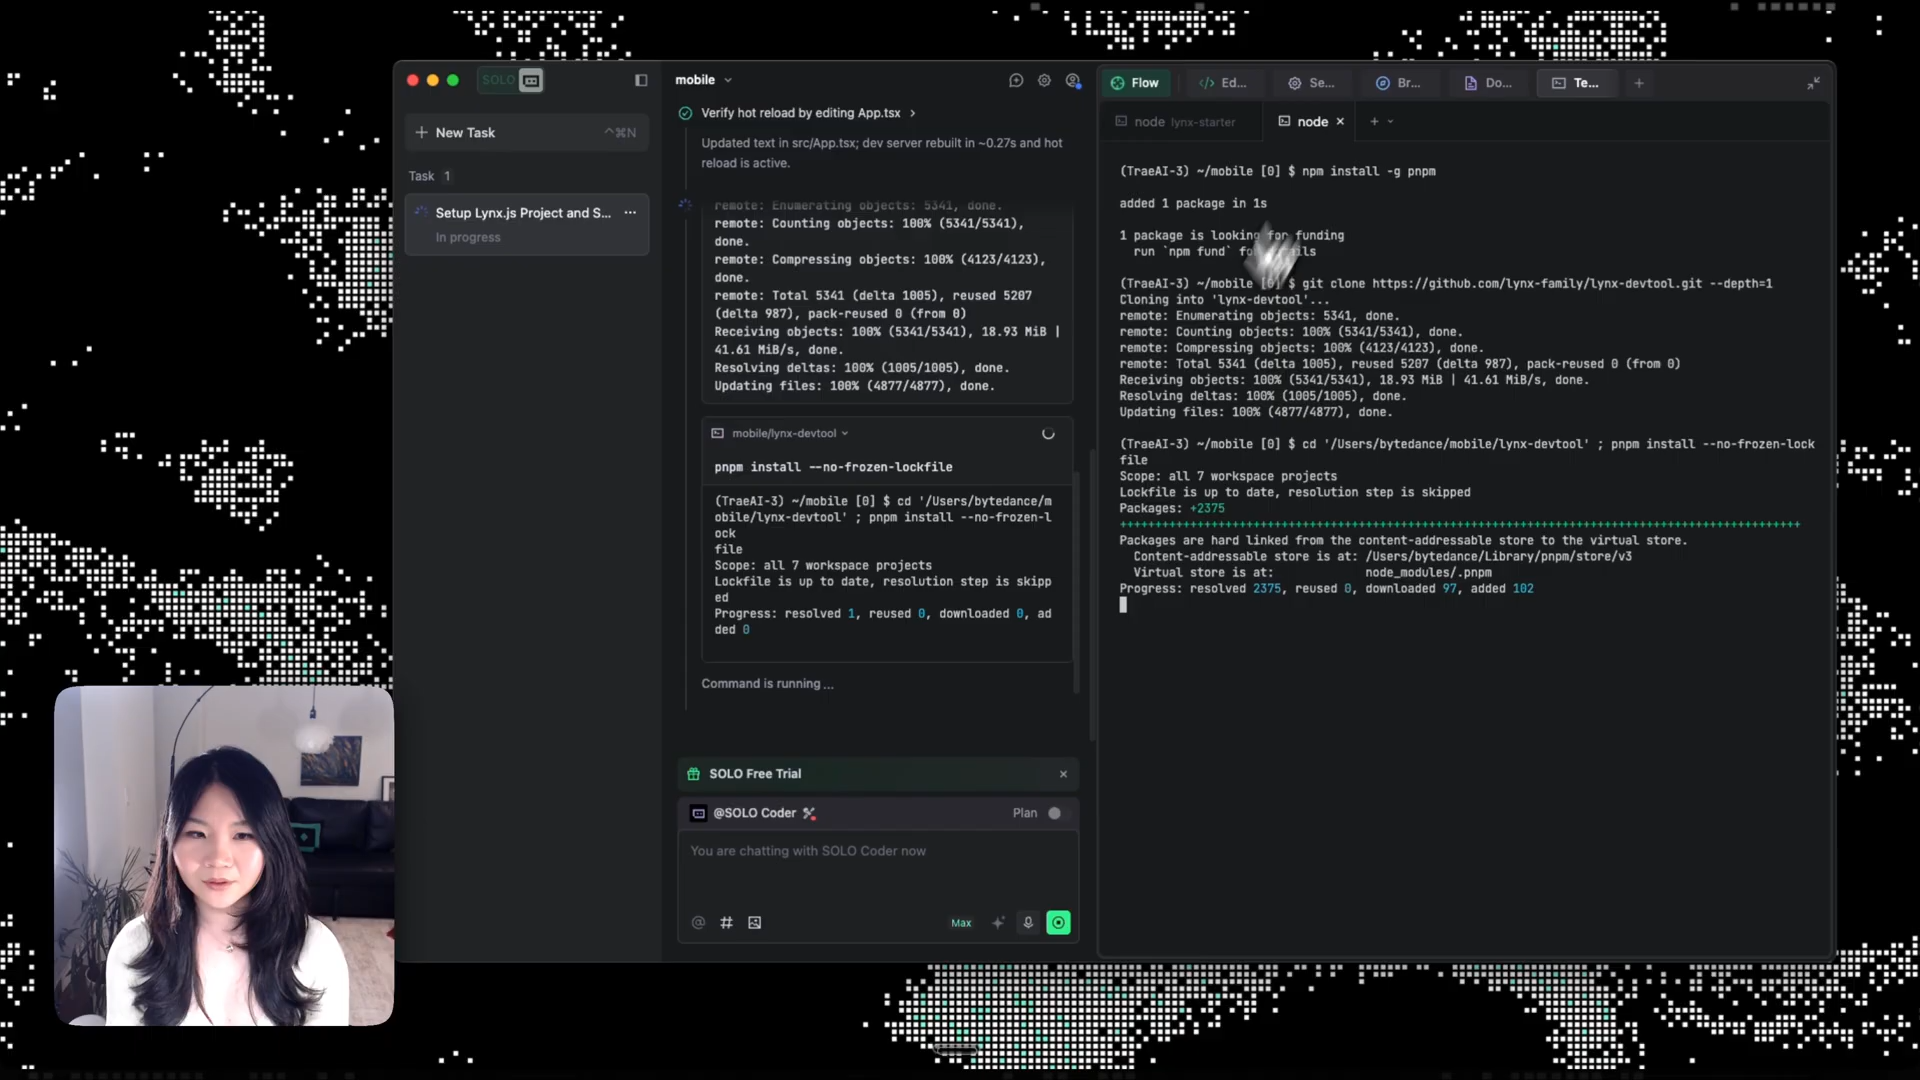 SOLO
New Task
^⌘N
Task 1
Setup Lynx.js Project and S...
In progress
mobile
Verify hot reload by editing App.tsx
Updated text in src/App.tsx; dev server rebuilt in ~0.27s and hot
reload is active.
remote: Enumerating objects: 5341, done.
remote: Counting objects: 100% (5341/5341),
done.
remote: Compressing objects: 100% (4123/4123),
done.
remote: Total 5341 (delta 1005), reused 5207
(delta 987), pack-reused 0 (from 0)
Receiving objects: 100% (5341/5341), 18.93 MiB |
41.61 MiB/s, done.
Resolving deltas: 100% (1005/1005), done.
Updating files: 100% (4877/4877), done.
mobile/lynx-devtool
pnpm install --no-frozen-lockfile
(TraeAI-3) ~/mobile [0] $ cd '/Users/bytedance/m
obile/lynx-devtool' ; pnpm install --no-frozen-l
ock
file
Scope: all 7 workspace projects
Lockfile is up to date, resolution step is skipp
ed
Progress: resolved 1, reused 0, downloaded 0, ad
ded 0
Command is running ...
SOLO Free Trial
@SOLO Coder
Plan
You are chatting with SOLO Coder now
Max
Flow
Ed...
Se...
Br...
Do...
Te...
node lynx-starter
node
(TraeAI-3) ~/mobile [0] $ npm install -g pnpm
added 1 package in 1s
1 package is looking for funding
run `npm fund` for details
(TraeAI-3) ~/mobile [0] $ git clone https://github.com/lynx-family/lynx-devtool.git --depth=1
Cloning into 'lynx-devtool'...
remote: Enumerating objects: 5341, done.
remote: Counting objects: 100% (5341/5341), done.
remote: Compressing objects: 100% (4123/4123), done.
remote: Total 5341 (delta 1005), reused 5207 (delta 987), pack-reused 0 (from 0)
Receiving objects: 100% (5341/5341), 18.93 MiB | 41.61 MiB/s, done.
Resolving deltas: 100% (1005/1005), done.
Updating files: 100% (4877/4877), done.
(TraeAI-3) ~/mobile [0] $ cd '/Users/bytedance/mobile/lynx-devtool' ; pnpm install --no-frozen-lock
file
Scope: all 7 workspace projects
Lockfile is up to date, resolution step is skipped
Packages: +2375
+++++++++++++++++++++++++++++++++++++++++++++++++++++++++++++++++++++++++++++++++++++++++++++++++
Packages are hard linked from the content-addressable store to the virtual store.
Content-addressable store is at: /Users/bytedance/Library/pnpm/store/v3
Virtual store is at: node_modules/.pnpm
Progress: resolved 2375, reused 0, downloaded 97, added 102